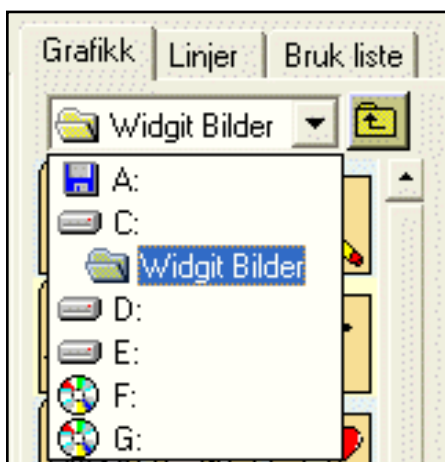 Grafikk Linjer Bruk liste
Widgit Bilder
A:
C:
Widgit Bilder
D:
E:
F:
G: